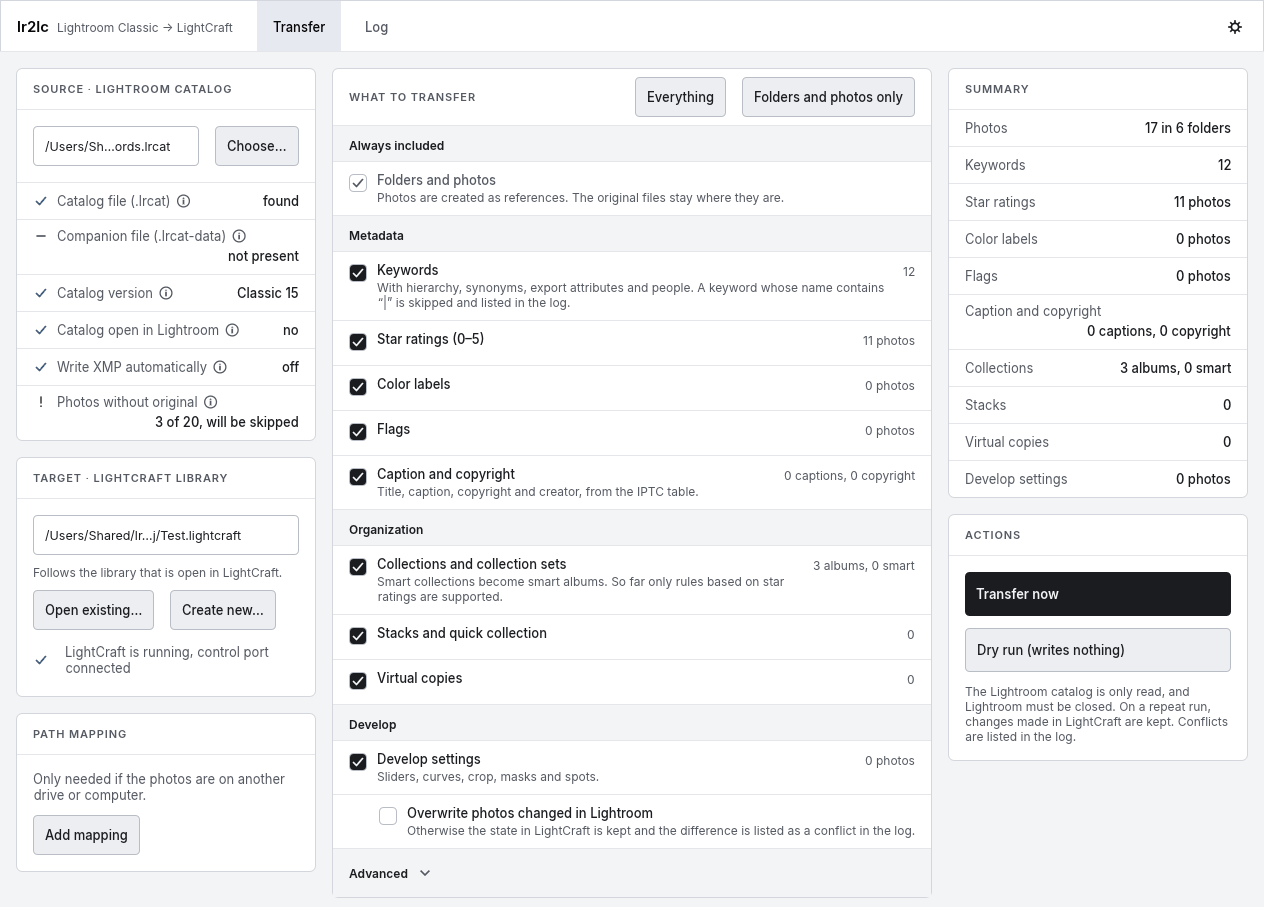 lr2lc Lightroom Classic → LightCraft Transfer Log
SOURCE · LIGHTROOM CATALOG
/Users/Sh...ords.lrcat Choose...
Catalog file (.lrcat) found
Companion file (.lrcat-data)
not present
Catalog version Classic 15
Catalog open in Lightroom no
Write XMP automatically off
! Photos without original
3 of 20, will be skipped
TARGET · LIGHTCRAFT LIBRARY
/Users/Shared/lr...j/Test.lightcraft
Follows the library that is open in LightCraft.
Open existing... Create new...
LightCraft is running, control port
connected
PATH MAPPING
Only needed if the photos are on another
drive or computer.
Add mapping
WHAT TO TRANSFER Everything Folders and photos only
Always included
Folders and photos
Photos are created as references. The original files stay where they are.
Metadata
Keywords 12
With hierarchy, synonyms, export attributes and people. A keyword whose name contains
“|” is skipped and listed in the log.
Star ratings (0–5) 11 photos
Color labels 0 photos
Flags 0 photos
Caption and copyright 0 captions, 0 copyright
Title, caption, copyright and creator, from the IPTC table.
Organization
Collections and collection sets 3 albums, 0 smart
Smart collections become smart albums. So far only rules based on star
ratings are supported.
Stacks and quick collection 0
Virtual copies 0
Develop
Develop settings 0 photos
Sliders, curves, crop, masks and spots.
Overwrite photos changed in Lightroom
Otherwise the state in LightCraft is kept and the difference is listed as a conflict in the log.
Advanced
SUMMARY
Photos 17 in 6 folders
Keywords 12
Star ratings 11 photos
Color labels 0 photos
Flags 0 photos
Caption and copyright
0 captions, 0 copyright
Collections 3 albums, 0 smart
Stacks 0
Virtual copies 0
Develop settings 0 photos
ACTIONS
Transfer now
Dry run (writes nothing)
The Lightroom catalog is only read, and
Lightroom must be closed. On a repeat run,
changes made in LightCraft are kept. Conflicts
are listed in the log.